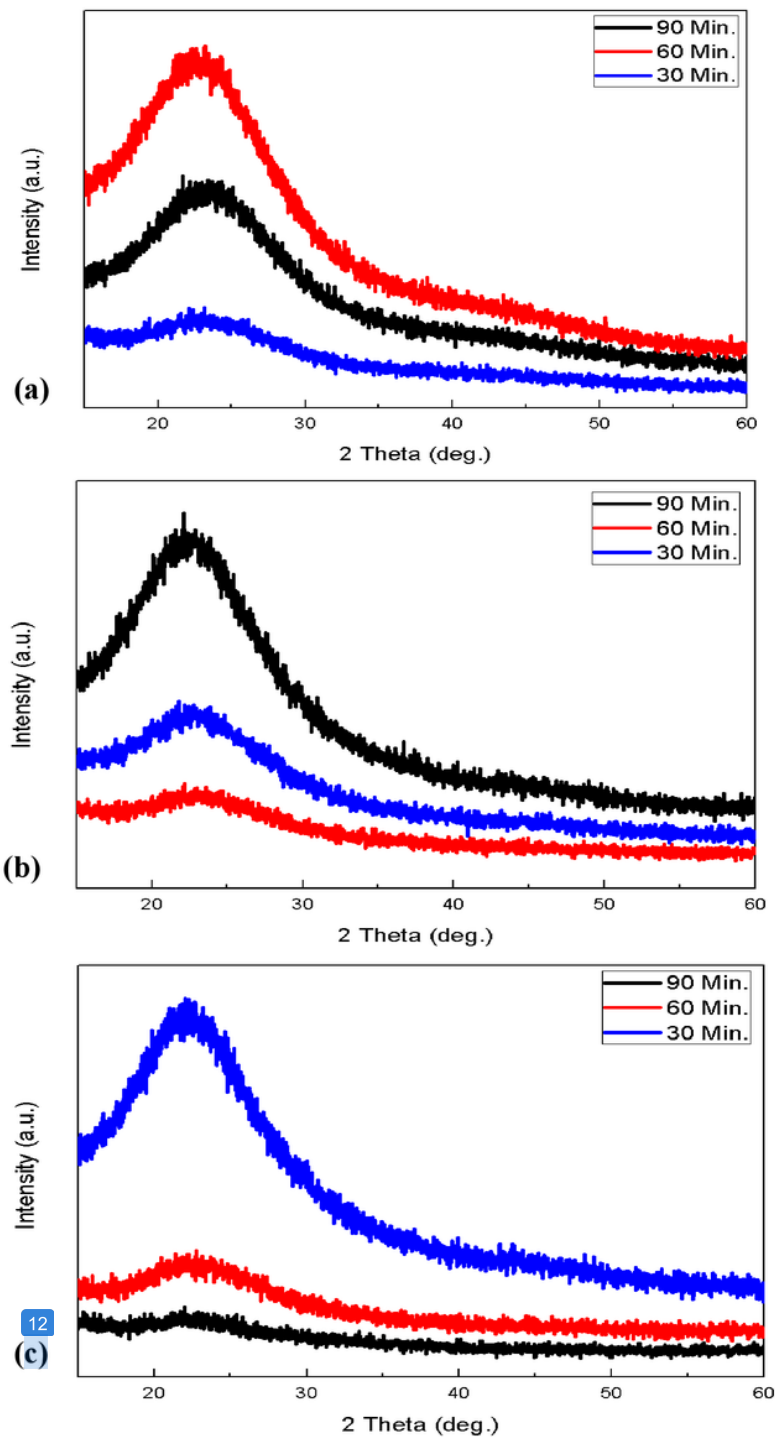 90 Min.
60 Min.
30 Min.
Intensity (a.u.)
(a)
20 30 40 50 60
2 Theta (deg.)
90 Min.
60 Min.
30 Min.
Intensity (a.u.)
(b)
20 30 40 50 60
2 Theta (deg.)
90 Min.
60 Min.
30 Min.
Intensity (a.u.)
12
(c)
20 30 40 50 60
2 Theta (deg.)